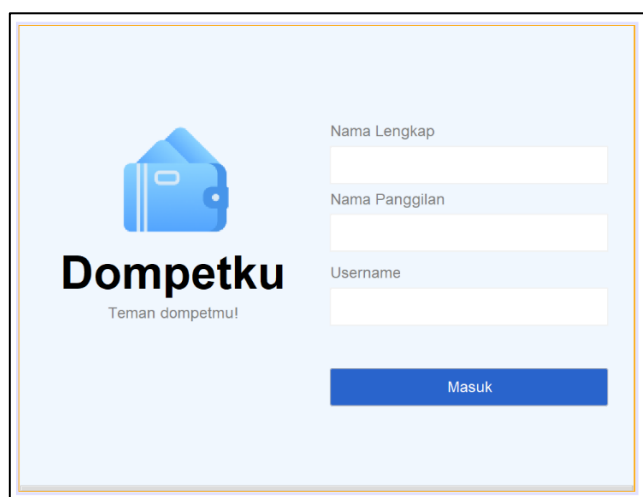 Dompetku
Teman dompetmu!
Nama Lengkap
Nama Panggilan
Username
Masuk